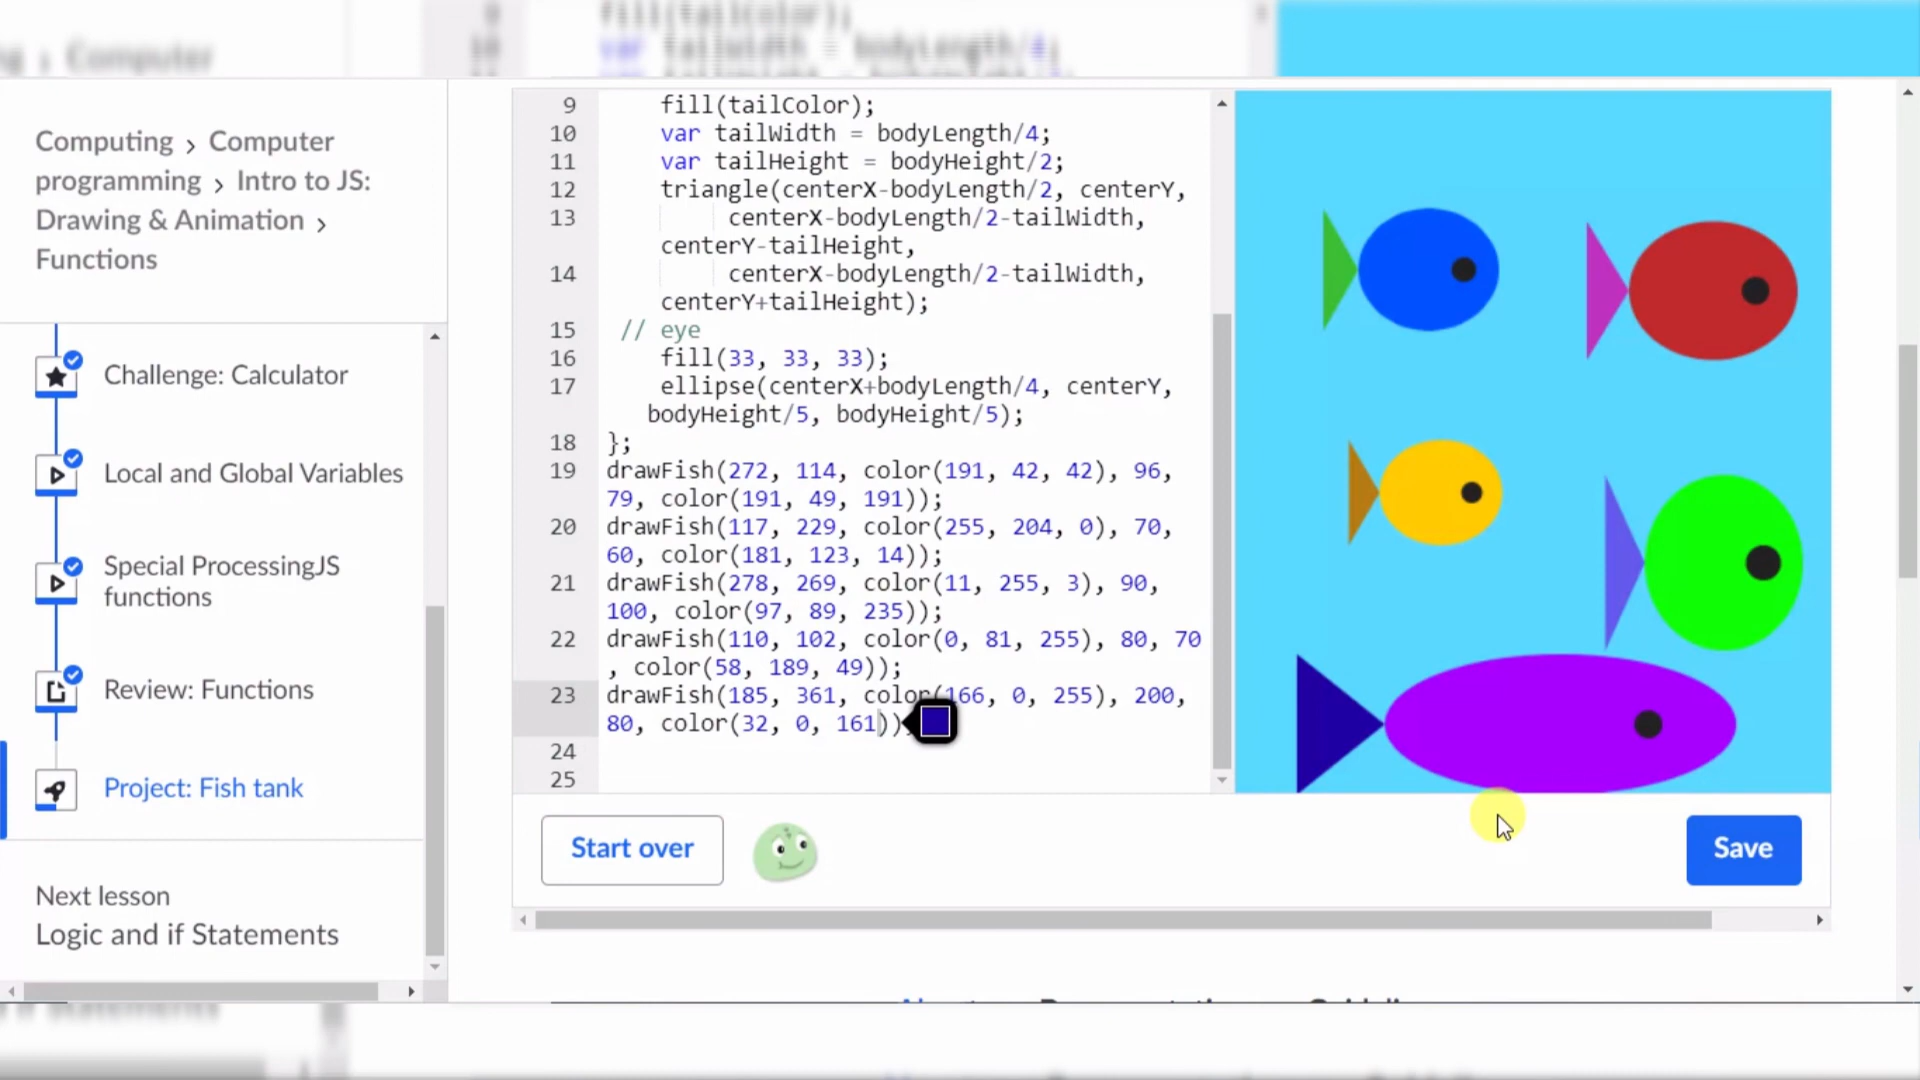 Computer
fill(tailColor);
10 var tailWidth = bodyLength/4;
Computing > Computer
programming > Intro to JS:
Drawing & Animation >
Functions
Challenge: Calculator
Local and Global Variables
Special ProcessingJS
functions
Review: Functions
Project: Fish tank
Next lesson
Logic and if Statements
9 fill(tailColor);
10 var tailWidth = bodyLength/4;
11 var tailHeight = bodyHeight/2;
12 triangle(centerX-bodyLength/2, centerY,
13 centerX-bodyLength/2-tailWidth,
centerY-tailHeight,
14 centerX-bodyLength/2-tailWidth,
centerY+tailHeight);
15 // eye
16 fill(33, 33, 33);
17 ellipse(centerX+bodyLength/4, centerY,
bodyHeight/5, bodyHeight/5);
18 };
19 drawFish(272, 114, color(191, 42, 42), 96,
79, color(191, 49, 191));
20 drawFish(117, 229, color(255, 204, 0), 70,
60, color(181, 123, 14));
21 drawFish(278, 269, color(11, 255, 3), 90,
100, color(97, 89, 235));
22 drawFish(110, 102, color(0, 81, 255), 80, 70
, color(58, 189, 49));
23 drawFish(185, 361, color(166, 0, 255), 200,
80, color(32, 0, 161))
24
25
Start over
Save